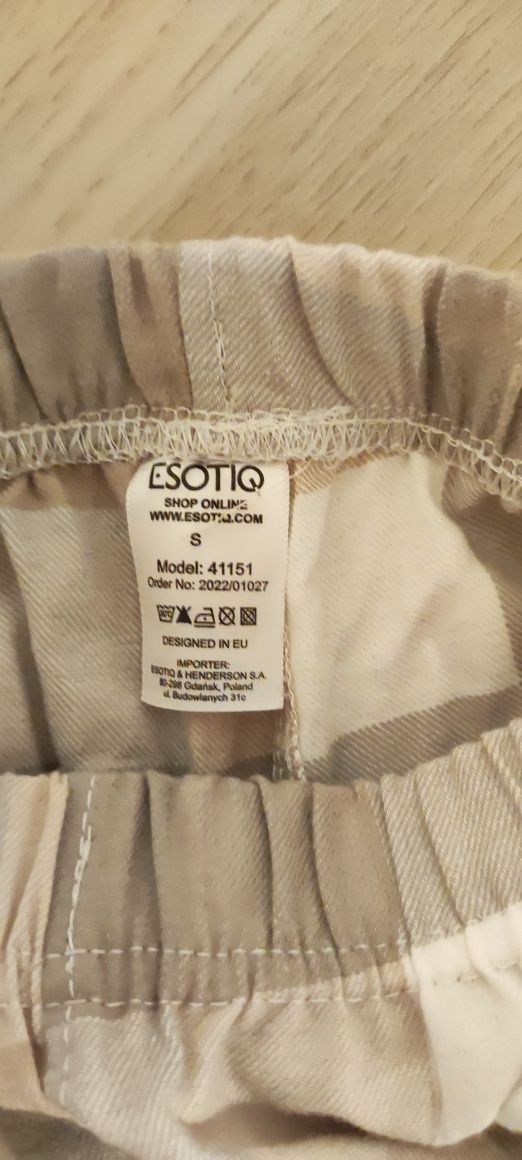 ESOTIQ
SHOP ONLINE
WWW.ESOTIQ.COM
S
Model: 41151
Order No: 2022/01027
30°C
DESIGNED IN EU
IMPORTER:
ESOTIQ & HENDERSON S.A.
80-298 Gdańsk, Poland
ul. Budowlanych 31c